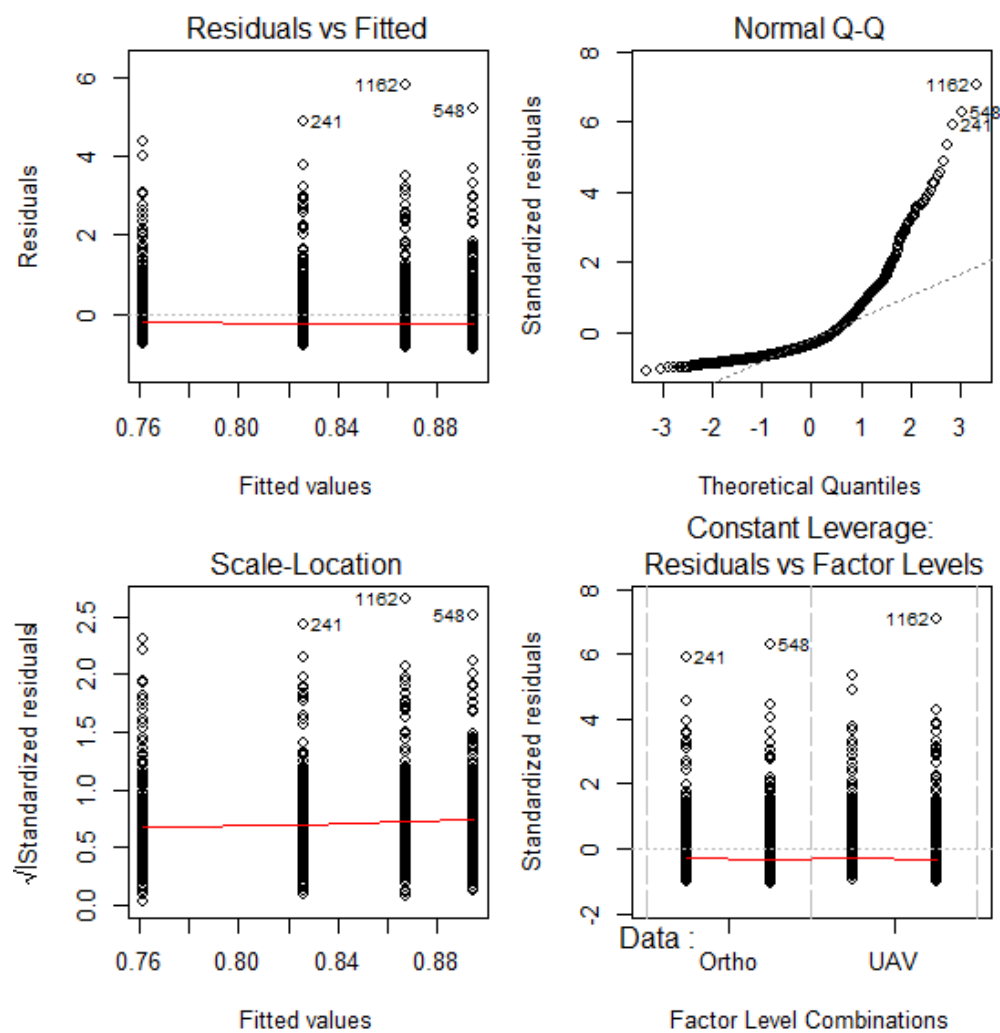 Residuals vs Fitted
Residuals
6
4
2
0
1162
241
548
0.76 0.80 0.84 0.88
Fitted values
Normal Q-Q
Standardized residuals
8
6
4
2
0
1162
548
241
-3 -2 -1 0 1 2 3
Theoretical Quantiles
Scale-Location
√|Standardized residuals|
2.5
2.0
1.5
1.0
0.5
0.0
1162
241
548
0.76 0.80 0.84 0.88
Fitted values
Constant Leverage:
Residuals vs Factor Levels
Standardized residuals
8
6
4
2
0
-2
1162
241
548
Data :
Ortho UAV
Factor Level Combinations